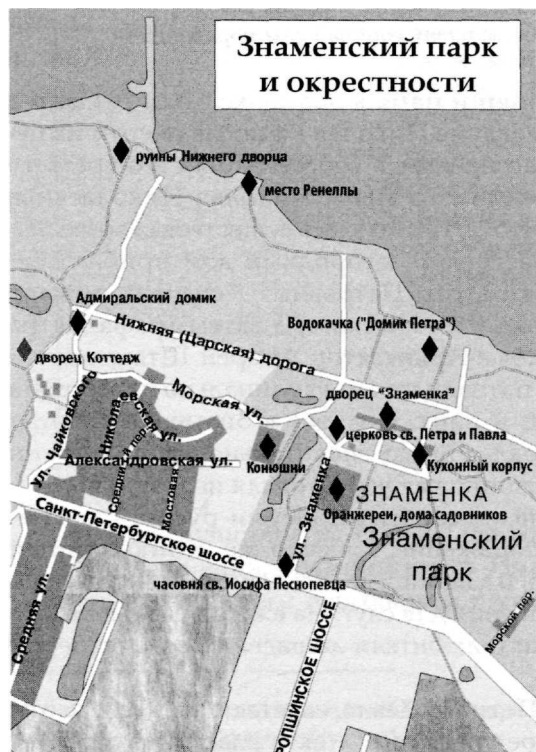 Знаменский парк
и окрестности
руины Нижнего дворца
место Ренеллы
Адмиральский домик
Водокачка ("Домик Петра")
Нижняя (Царская) дорога
дворец Коттедж
дворец "Знаменка"
Морская ул.
Николаевская ул.
церковь св. Петра и Павла
ул. Чайковского
Средний пер.
Александровская ул.
Конюшни
Кухонный корпус
Мостовая
ул. Знаменка
ЗНАМЕНКА
Оранжереи, дома садовников
Санкт-Петербургское шоссе
Знаменский
парк
часовня св. Иосифа Песнопевца
Средняя ул.
Морской пер.
РОПШИНСКОЕ ШОССЕ